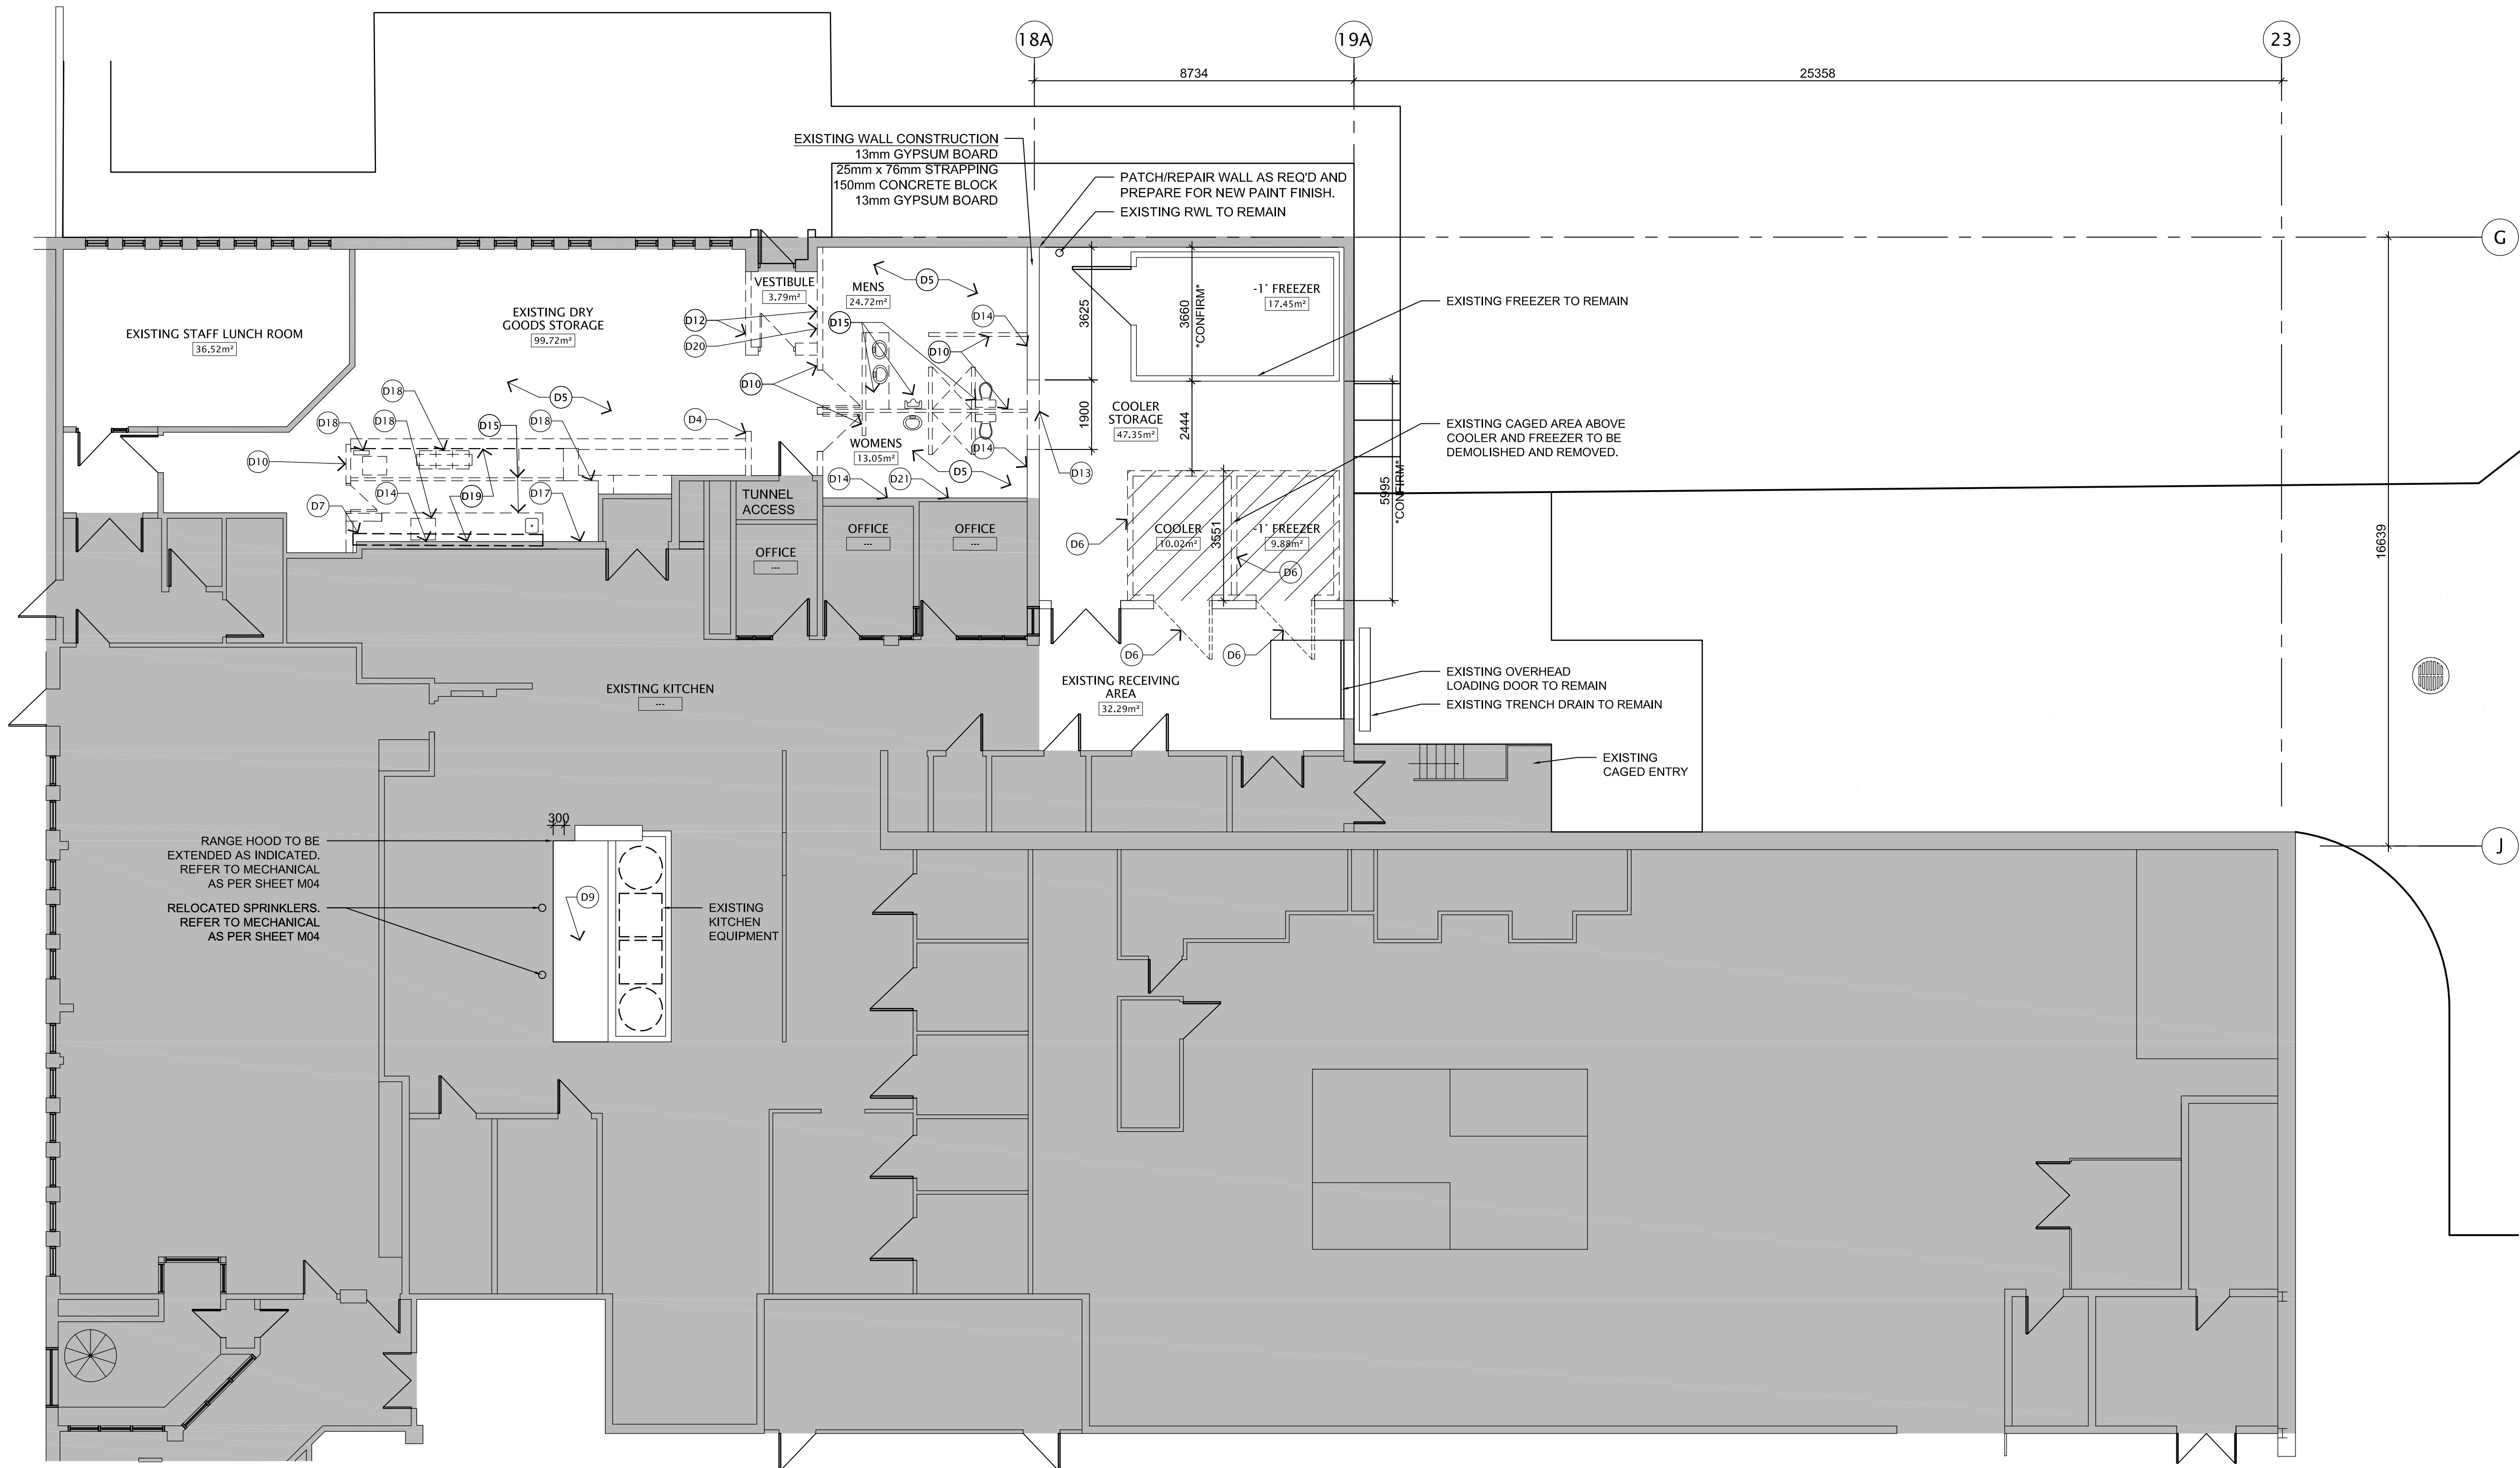 18A
19A
23
8734
25358
EXISTING WALL CONSTRUCTION
13mm GYPSUM BOARD
25mm x 76mm STRAPPING
150mm CONCRETE BLOCK
13mm GYPSUM BOARD
PATCH/REPAIR WALL AS REQ'D AND
PREPARE FOR NEW PAINT FINISH.
EXISTING RWL TO REMAIN
G
EXISTING STAFF LUNCH ROOM
36.52m²
EXISTING DRY
GOODS STORAGE
99.72m²
VESTIBULE
3.79m²
MENS
24.72m²
D5
D12
D20
D15
D14
D10
D10
3625
3660
*CONFIRM*
-1° FREEZER
17.45m²
EXISTING FREEZER TO REMAIN
D18
D18
D18
D5
D15
D18
D4
D10
WOMENS
13.05m²
D14
D5
D14
D21
1900
COOLER
STORAGE
47.35m²
2444
D13
EXISTING CAGED AREA ABOVE
COOLER AND FREEZER TO BE
DEMOLISHED AND REMOVED.
5995
*CONFIRM*
D7
D14
D19
D17
TUNNEL
ACCESS
OFFICE
---
OFFICE
---
OFFICE
---
D6
COOLER
10.02m²
3551
-1° FREEZER
9.88m²
D6
16639
D6
D6
EXISTING KITCHEN
---
EXISTING RECEIVING
AREA
32.29m²
EXISTING OVERHEAD
LOADING DOOR TO REMAIN
EXISTING TRENCH DRAIN TO REMAIN
EXISTING
CAGED ENTRY
J
300
RANGE HOOD TO BE
EXTENDED AS INDICATED.
REFER TO MECHANICAL
AS PER SHEET M04
RELOCATED SPRINKLERS.
REFER TO MECHANICAL
AS PER SHEET M04
D9
EXISTING
KITCHEN
EQUIPMENT